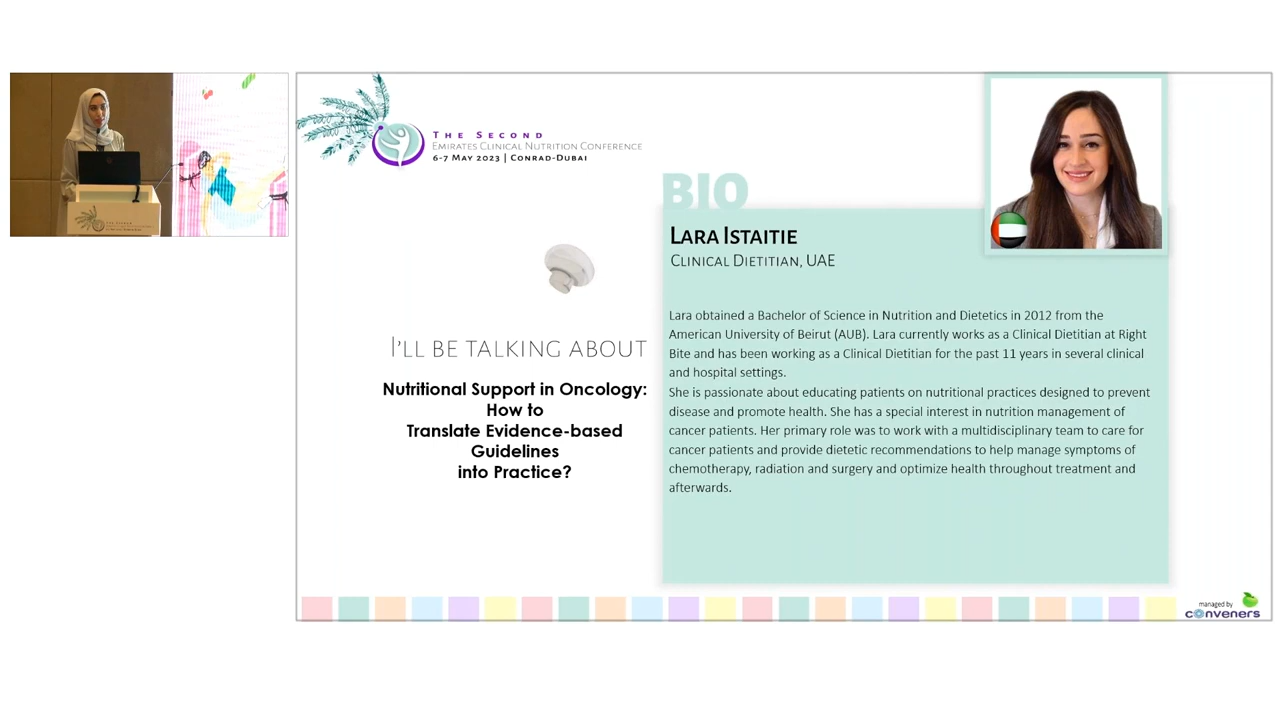 The Second
Emirates Clinical Nutrition Conference
6-7 May 2023 | Conrad-Dubai
BIO
Lara Istaitie
Clinical Dietitian, UAE
I'll be talking about
Nutritional Support in Oncology:
How to
Translate Evidence-based
Guidelines
into Practice?
Lara obtained a Bachelor of Science in Nutrition and Dietetics in 2012 from the
American University of Beirut (AUB). Lara currently works as a Clinical Dietitian at Right
Bite and has been working as a Clinical Dietitian for the past 11 years in several clinical
and hospital settings.
She is passionate about educating patients on nutritional practices designed to prevent
disease and promote health. She has a special interest in nutrition management of
cancer patients. Her primary role was to work with a multidisciplinary team to care for
cancer patients and provide dietetic recommendations to help manage symptoms of
chemotherapy, radiation and surgery and optimize health throughout treatment and
afterwards.
managed by
conveners